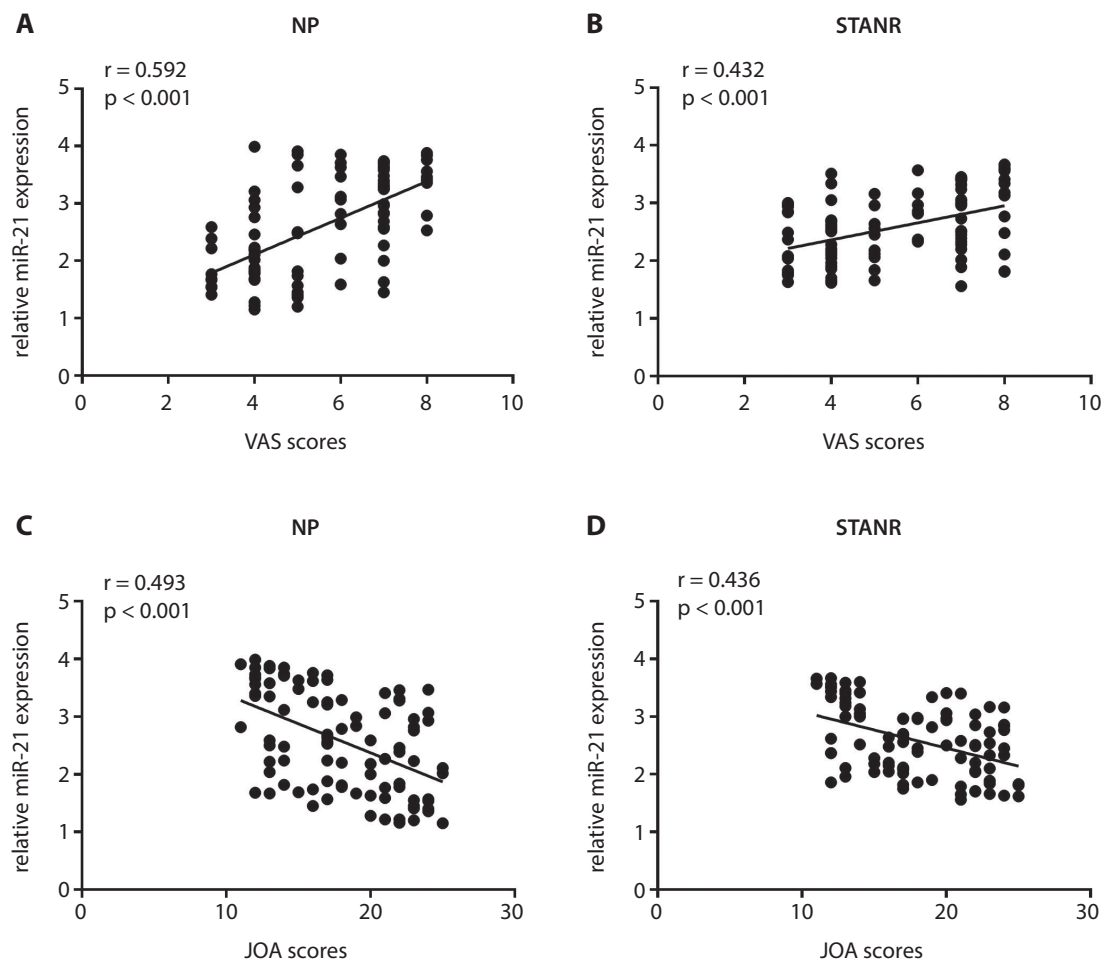 A
NP
r = 0.592
p < 0.001
relative miR-21 expression
5
4
3
2
1
0
0 2 4 6 8 10
VAS scores
B
STANR
r = 0.432
p < 0.001
relative miR-21 expression
5
4
3
2
1
0
0 2 4 6 8 10
VAS scores
C
NP
r = 0.493
p < 0.001
relative miR-21 expression
5
4
3
2
1
0
0 10 20 30
JOA scores
D
STANR
r = 0.436
p < 0.001
relative miR-21 expression
5
4
3
2
1
0
0 10 20 30
JOA scores